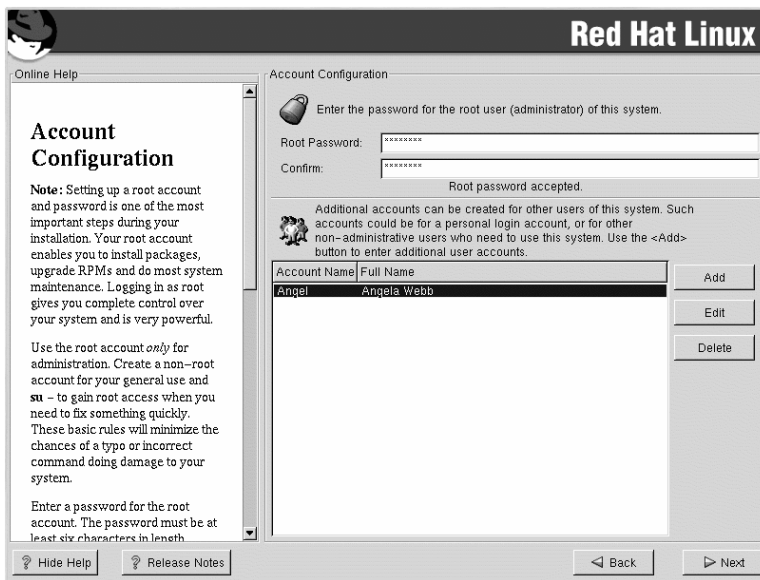 Red Hat Linux
Online Help
Account
Configuration
Note: Setting up a root account
and password is one of the most
important steps during your
installation. Your root account
enables you to install packages,
upgrade RPMs and do most system
maintenance. Logging in as root
gives you complete control over
your system and is very powerful.
Use the root account only for
administration. Create a non-root
account for your general use and
su - to gain root access when you
need to fix something quickly.
These basic rules will minimize the
chances of a typo or incorrect
command doing damage to your
system.
Enter a password for the root
account. The password must be at
least six characters in length.
Account Configuration
Enter the password for the root user (administrator) of this system.
Root Password: ********
Confirm: ********
Root password accepted.
Additional accounts can be created for other users of this system. Such
accounts could be for a personal login account, or for other
non-administrative users who need to use this system. Use the <Add>
button to enter additional user accounts.
Account Name Full Name
Angel Angela Webb
Add
Edit
Delete
? Hide Help
? Release Notes
Back
Next